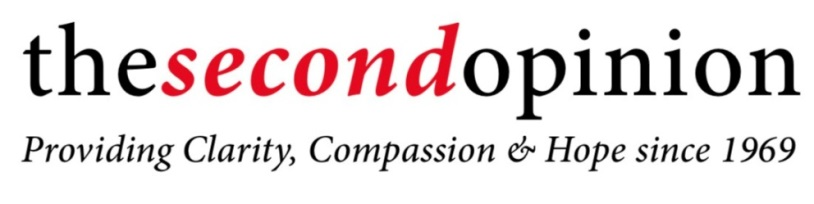 thesecondopinion
Providing Clarity, Compassion & Hope since 1969